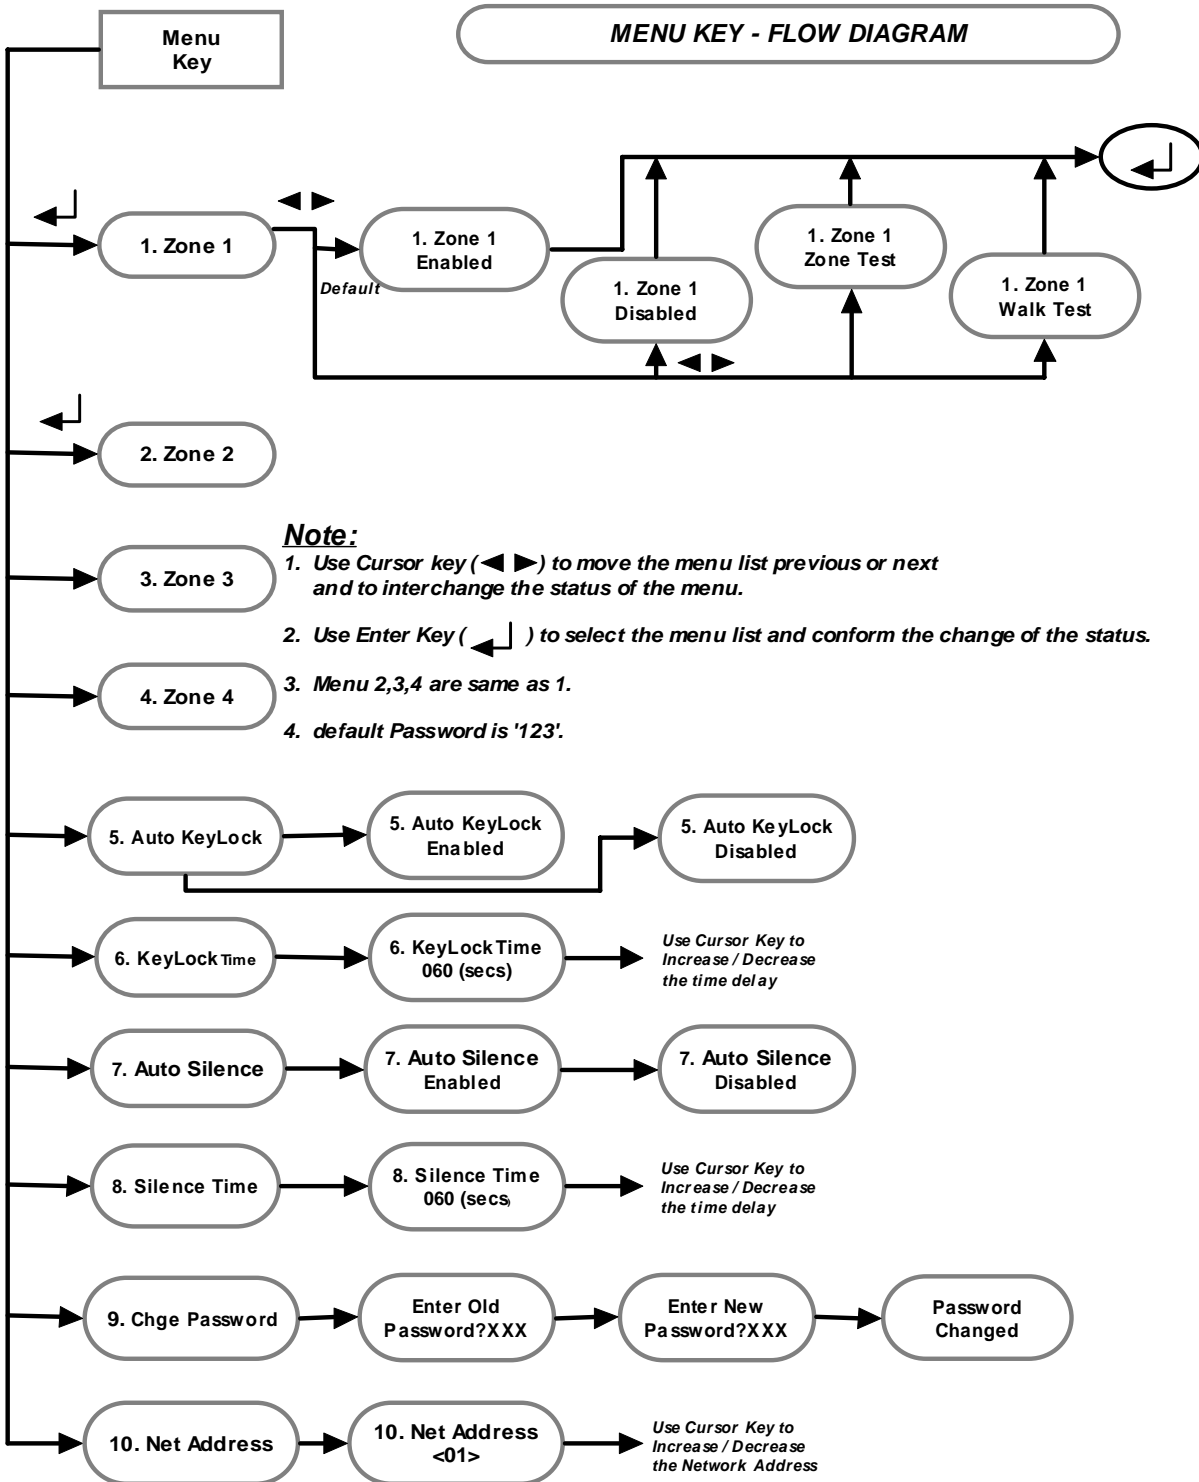 Menu
Key
MENU KEY - FLOW DIAGRAM
1. Zone 1
Default
1. Zone 1
Enabled
1. Zone 1
Disabled
1. Zone 1
Zone Test
1. Zone 1
Walk Test
2. Zone 2
3. Zone 3
4. Zone 4
Note:
1. Use Cursor key (◄ ►) to move the menu list previous or next
and to interchange the status of the menu.
2. Use Enter Key ( ↵ ) to select the menu list and conform the change of the status.
3. Menu 2,3,4 are same as 1.
4. default Password is '123'.
5. Auto KeyLock
5. Auto KeyLock
Enabled
5. Auto KeyLock
Disabled
6. KeyLock Time
6. KeyLock Time
060 (secs)
Use Cursor Key to
Increase / Decrease
the time delay
7. Auto Silence
7. Auto Silence
Enabled
7. Auto Silence
Disabled
8. Silence Time
8. Silence Time
060 (secs)
Use Cursor Key to
Increase / Decrease
the time delay
9. Chge Password
Enter Old
Password?XXX
Enter New
Password?XXX
Password
Changed
10. Net Address
10. Net Address
<01>
Use Cursor Key to
Increase / Decrease
the Network Address